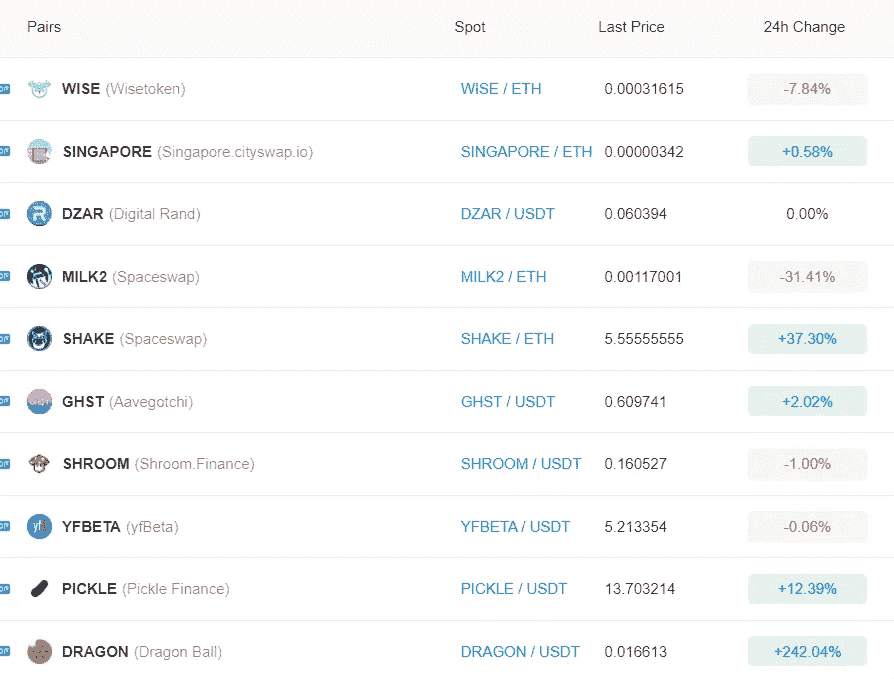 Pairs Spot Last Price 24h Change
WISE (Wisetoken) WISE / ETH 0.00031615 -7.84%
SINGAPORE (Singapore.cityswap.io) SINGAPORE / ETH 0.00000342 +0.58%
DZAR (Digital Rand) DZAR / USDT 0.060394 0.00%
MILK2 (Spaceswap) MILK2 / ETH 0.00117001 -31.41%
SHAKE (Spaceswap) SHAKE / ETH 5.55555555 +37.30%
GHST (Aavegotchi) GHST / USDT 0.609741 +2.02%
SHROOM (Shroom.Finance) SHROOM / USDT 0.160527 -1.00%
yfi YFBETA (yfBeta) YFBETA / USDT 5.213354 -0.06%
PICKLE (Pickle Finance) PICKLE / USDT 13.703214 +12.39%
DRAGON (Dragon Ball) DRAGON / USDT 0.016613 +242.04%